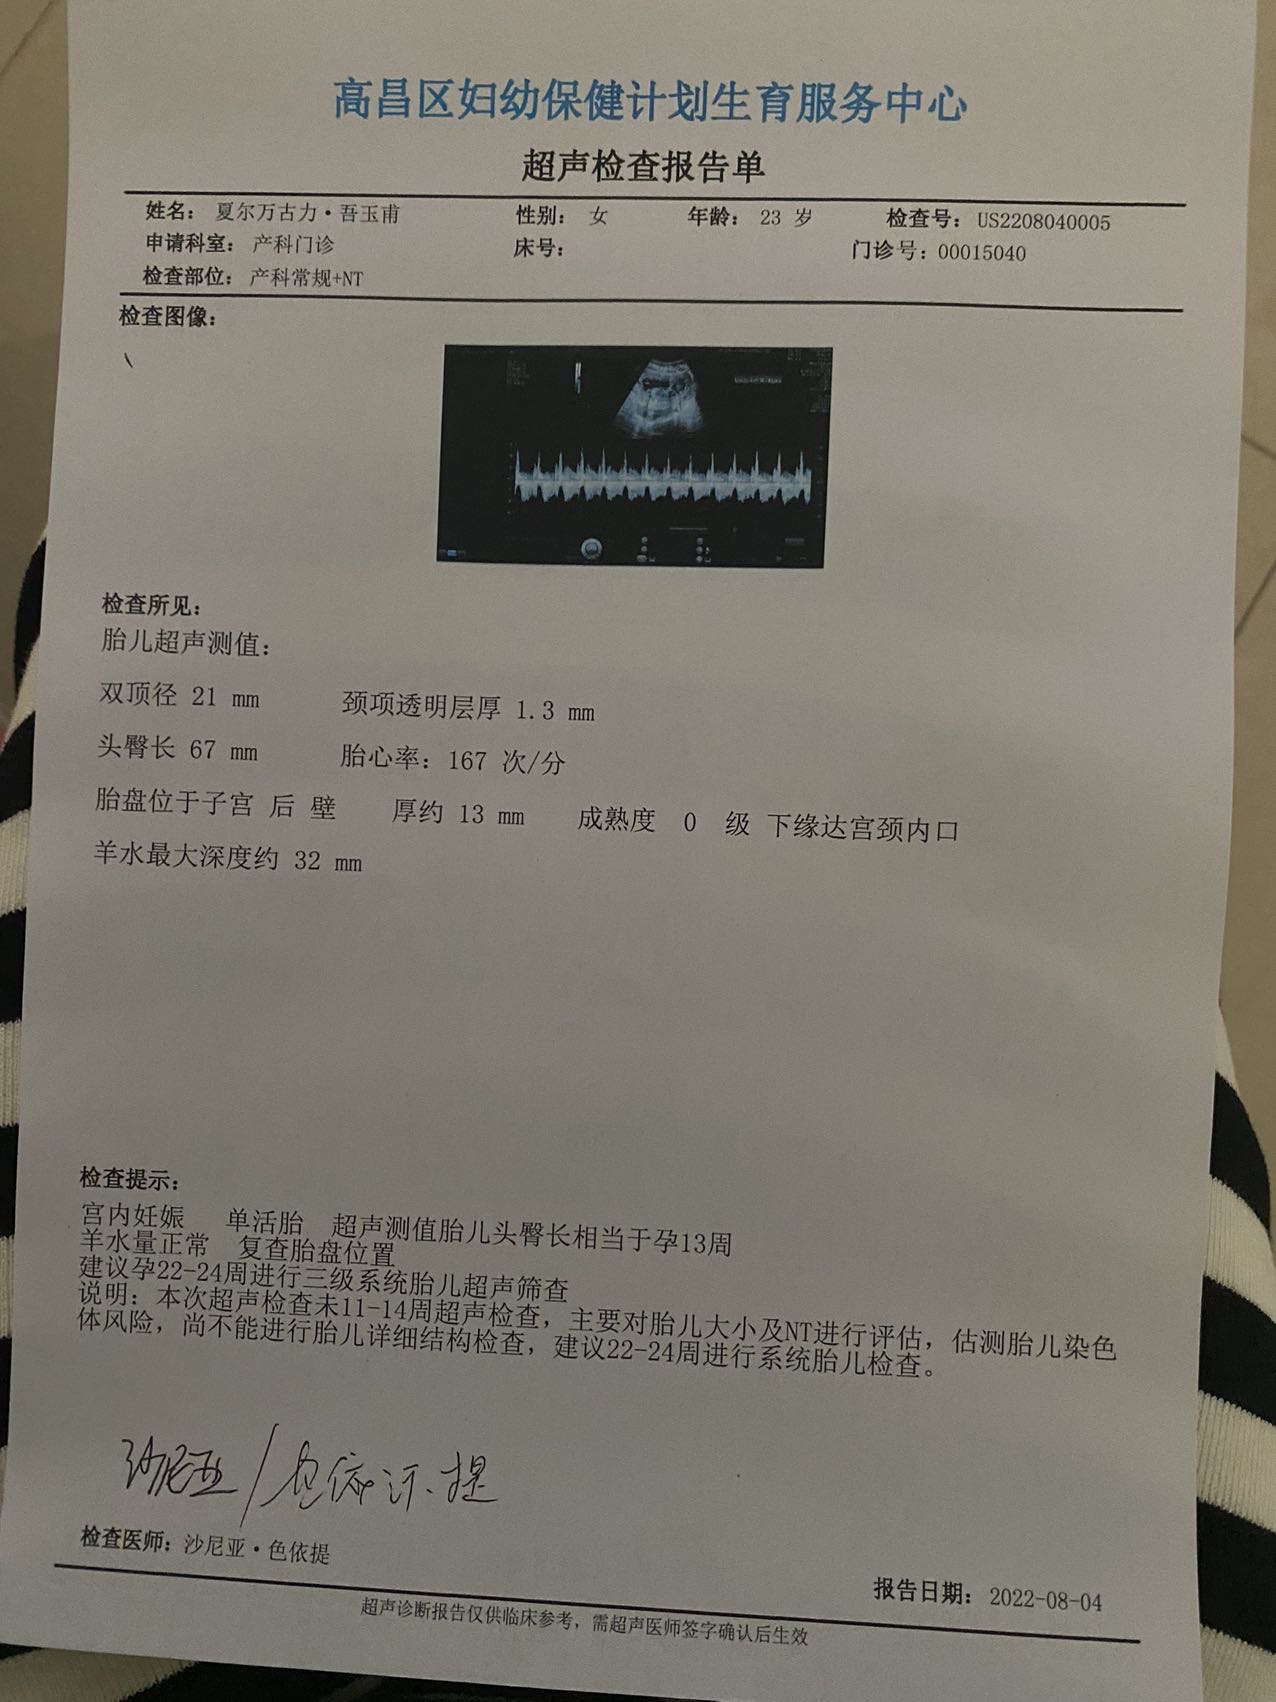 高昌区妇幼保健计划生育服务中心
超声检查报告单
姓名： 夏尔万古力·吾玉甫 性别： 女 年龄： 23 岁 检查号： US2208040005
申请科室： 产科门诊 床号： 门诊号：00015040
检查部位： 产科常规+NT
检查图像：
检查所见：
胎儿超声测值：
双顶径 21 mm 颈项透明层厚 1.3 mm
头臀长 67 mm 胎心率：167 次/分
胎盘位于子宫 后 壁 厚约 13 mm 成熟度 0 级 下缘达宫颈内口
羊水最大深度约 32 mm
检查提示：
宫内妊娠 单活胎 超声测值胎儿头臀长相当于孕13周
羊水量正常 复查胎盘位置
建议孕22-24周进行三级系统胎儿超声筛查
说明：本次超声检查未11-14周超声检查，主要对胎儿大小及NT进行评估，估测胎儿染色
体风险，尚不能进行胎儿详细结构检查，建议22-24周进行系统胎儿检查。
沙尼亚/色依汗·提
检查医师：沙尼亚·色依提
报告日期： 2022-08-04
超声诊断报告仅供临床参考，需超声医师签字确认后生效